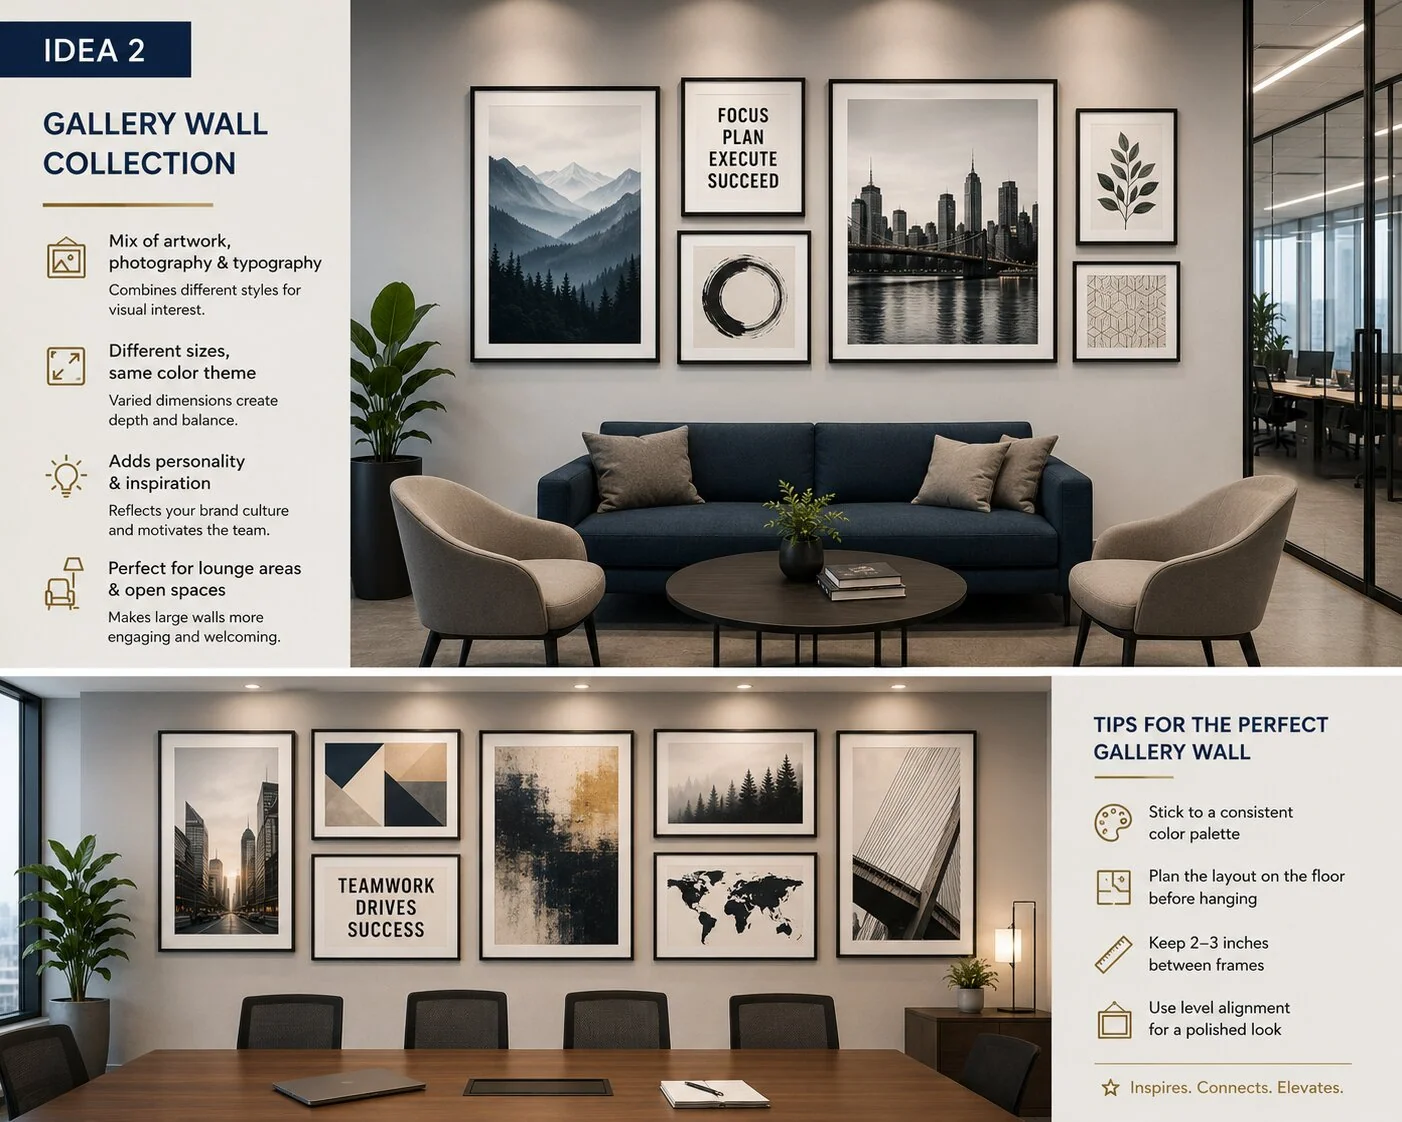 IDEA 2
GALLERY WALL
COLLECTION
Mix of artwork,
photography & typography
Combines different styles for
visual interest.
Different sizes,
same color theme
Varied dimensions create
depth and balance.
Adds personality
& inspiration
Reflects your brand culture
and motivates the team.
Perfect for lounge areas
& open spaces
Makes large walls more
engaging and welcoming.
FOCUS
PLAN
EXECUTE
SUCCEED
TEAMWORK
DRIVES
SUCCESS
TIPS FOR THE PERFECT
GALLERY WALL
Stick to a consistent
color palette
Plan the layout on the floor
before hanging
Keep 2–3 inches
between frames
Use level alignment
for a polished look
Inspires. Connects. Elevates.